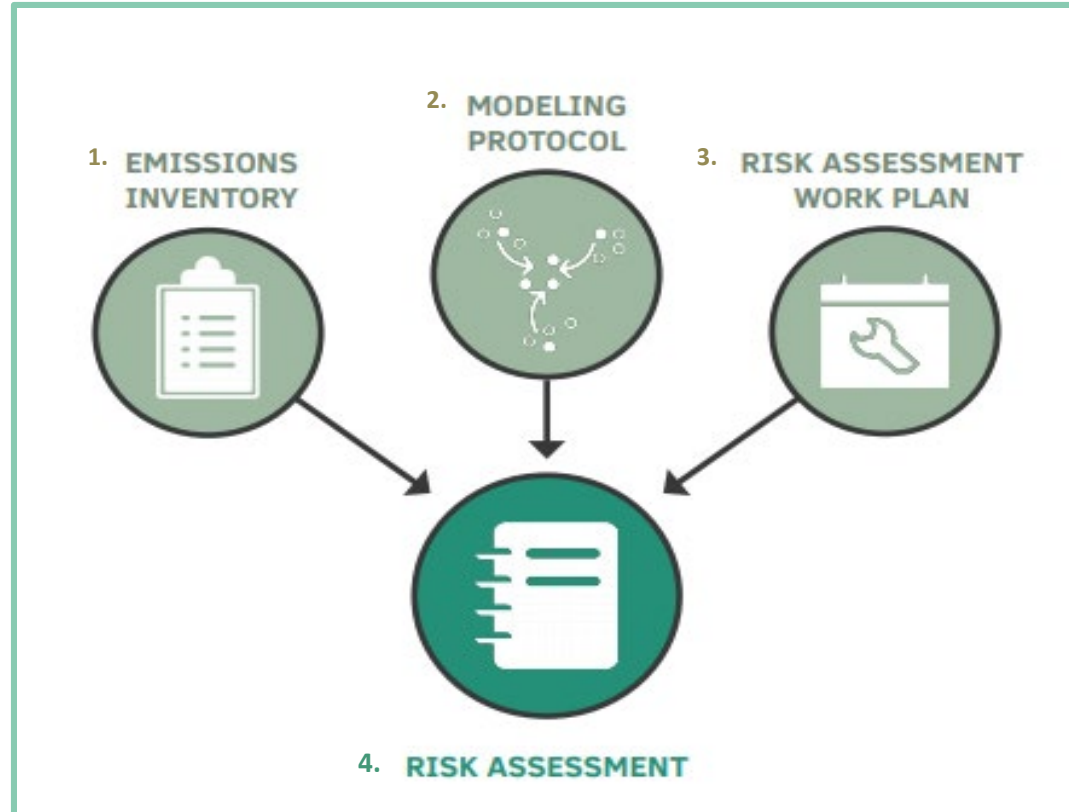 1. EMISSIONS
INVENTORY
2. MODELING
PROTOCOL
3. RISK ASSESSMENT
WORK PLAN
4. RISK ASSESSMENT